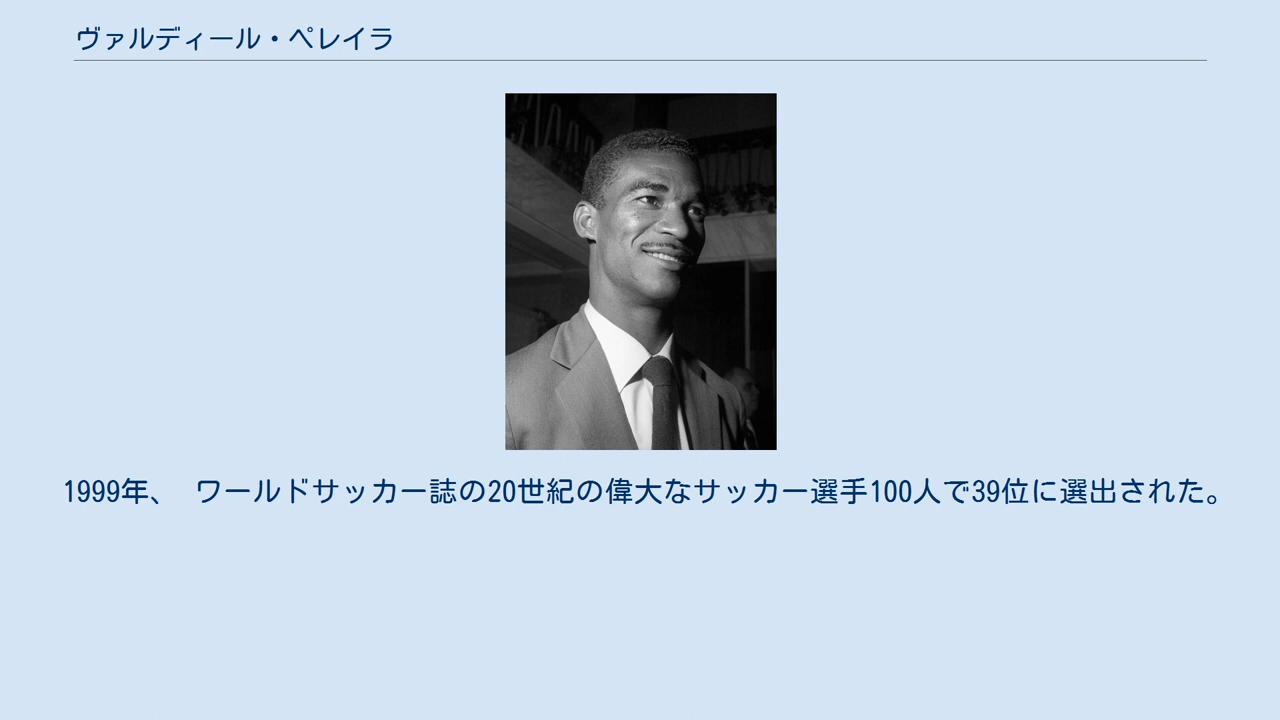 ヴァルディール・ペレイラ
1999年、　ワールドサッカー誌の20世紀の偉大なサッカー選手100人で39位に選出された。